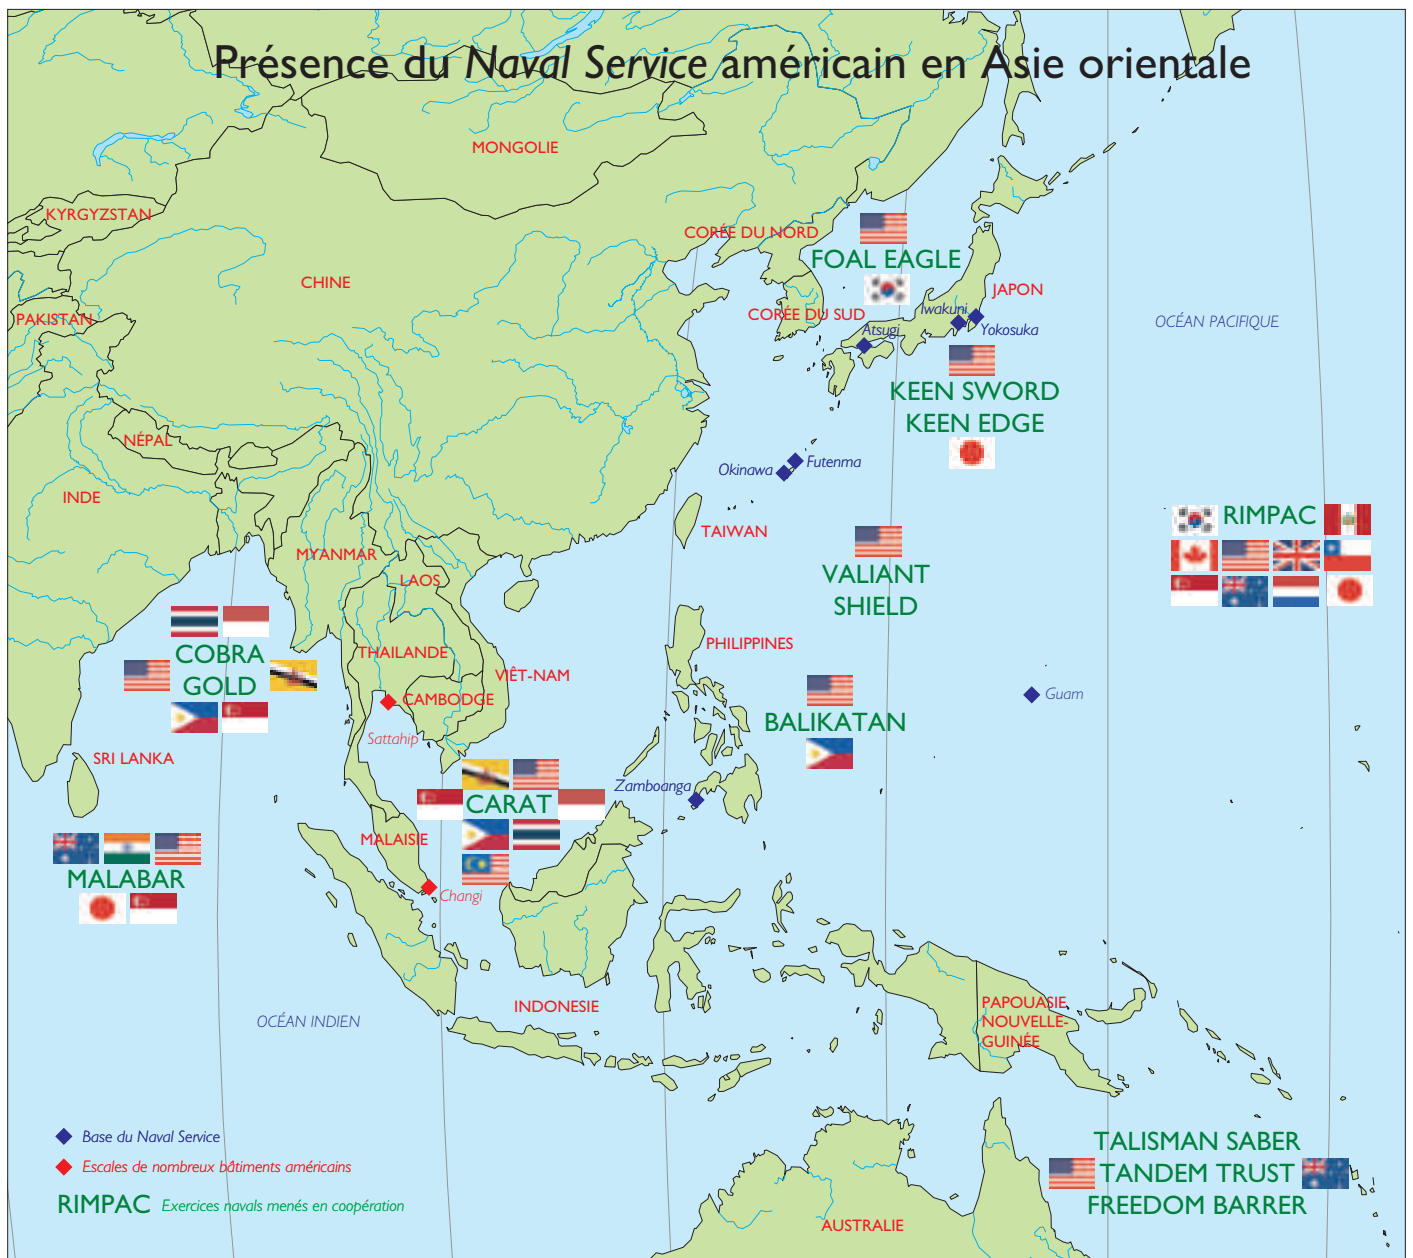 Présence du Naval Service américain en Asie orientale
MONGOLIE
KYRGYZSTAN
CORÉE DU NORD
FOAL EAGLE
CHINE
JAPON
PAKISTAN
CORÉE DU SUD
Iwakuni
Atsugi
Yokosuka
OCÉAN PACIFIQUE
KEEN SWORD
KEEN EDGE
NÉPAL
Okinawa
Futenma
INDE
TAIWAN
RIMPAC
MYANMAR
LAOS
VALIANT
SHIELD
THAILANDE
PHILIPPINES
COBRA
GOLD
VIÊT-NAM
CAMBODGE
Guam
Sattahip
BALIKATAN
SRI LANKA
Zamboanga
CARAT
MALAISIE
MALABAR
Changi
INDONESIE
PAPOUASIE
NOUVELLE-
GUINÉE
OCÉAN INDIEN
Base du Naval Service
Escales de nombreux bâtiments américains
RIMPAC Exercices navals menés en coopération
TALISMAN SABER
TANDEM TRUST
FREEDOM BARRER
AUSTRALIE